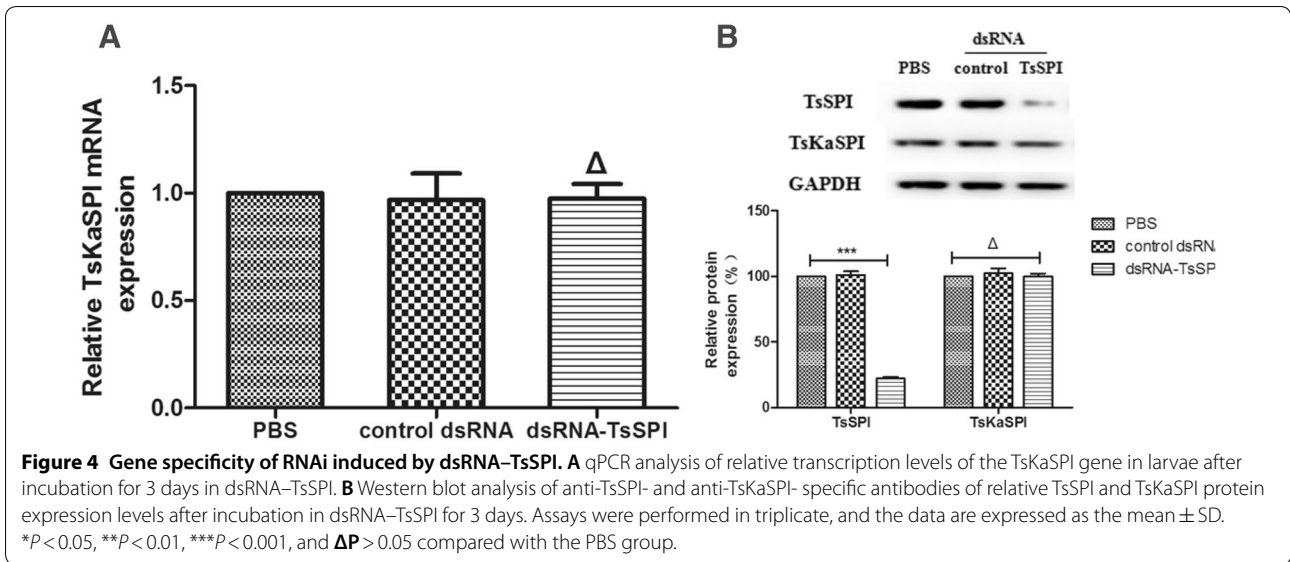 A
Relative TsKaSPI mRNA
expression
1.5
1.0
0.5
0.0
Δ
PBS control dsRNA dsRNA-TsSPI
B
dsRNA
PBS control TsSPI
TsSPI
TsKaSPI
GAPDH
Relative protein
expression (%)
150
100
50
0
***
Δ
TsSPI TsKaSPI
PBS
control dsRNA
dsRNA-TsSP
Figure 4 Gene specificity of RNAi induced by dsRNA–TsSPI. A qPCR analysis of relative transcription levels of the TsKaSPI gene in larvae after
incubation for 3 days in dsRNA–TsSPI. B Western blot analysis of anti-TsSPI- and anti-TsKaSPI- specific antibodies of relative TsSPI and TsKaSPI protein
expression levels after incubation in dsRNA–TsSPI for 3 days. Assays were performed in triplicate, and the data are expressed as the mean ± SD.
*P < 0.05, **P < 0.01, ***P < 0.001, and ΔP > 0.05 compared with the PBS group.